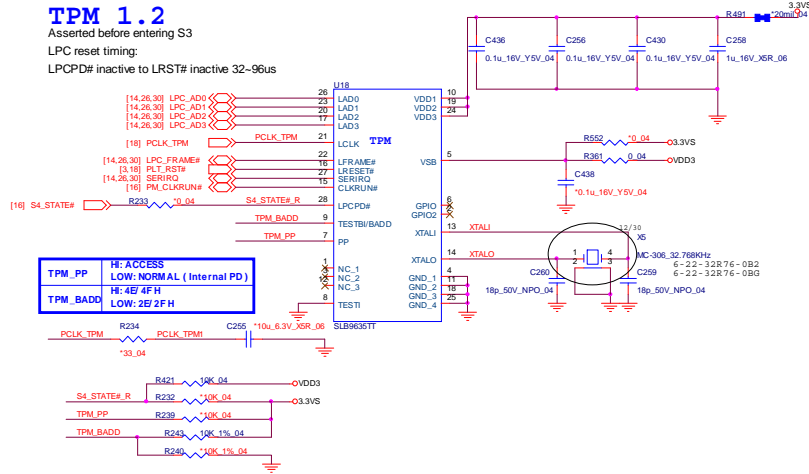 TPM 1.2
Asserted before entering S3
LPC reset timing:
LPCPD# inactive to LRST# inactive 32~96us
3.3VS
R491 *20mil_04
C436
0.1u_16V_Y5V_04
C256
0.1u_16V_Y5V_04
C430
0.1u_16V_Y5V_04
C258
1u_16V_X5R_06
U18
[14,26,30] LPC_AD0 26 LAD0
[14,26,30] LPC_AD1 23 LAD1
[14,26,30] LPC_AD2 20 LAD2
[14,26,30] LPC_AD3 17 LAD3
[18] PCLK_TPM PCLK_TPM 21 LCLK
[14,26,30] LPC_FRAME# 22 LFRAME#
[3,18] PLT_RST# 16 LRESET#
[14,26,30] SERIRQ 27 SERIRQ
[16] PM_CLKRUN# 15 CLKRUN#
[16] S4_STATE# R233 *0_04 S4_STATE#_R 28 LPCPD#
TPM_BADD 9 TESTBI/BADD
TPM_PP 7 PP
1 NC_1
NC_2
NC_3
8 TESTI
TPM
VDD1 10
VDD2 19
VDD3 24
VSB 5
GPIO 6
GPIO2
XTALI 13 XTALI
XTALO 14 XTALO
GND_1 4
GND_2 11
GND_3 18
GND_4 25
SLB9635TT
R552 *0_04 3.3VS
R361 0_04 VDD3
C438
*0.1u_16V_Y5V_04
12/30
X5
1 4
2 3
MC-306_32.768KHz
6-22-32R76-0B2
6-22-32R76-0BG
C260
18p_50V_NPO_04
C259
18p_50V_NPO_04
TPM_PP HI: ACCESS
LOW: NORMAL ( Internal PD )
TPM_BADD HI: 4E/ 4F H
LOW: 2E/ 2F H
PCLK_TPM R234 *33_04 PCLK_TPM1 C255 *10u_6.3V_X5R_06
R421 10K_04 VDD3
S4_STATE#_R R232 *10K_04 3.3VS
TPM_PP R239 *10K_04
TPM_BADD R243 10K_1%_04
R240 *10K_1%_04